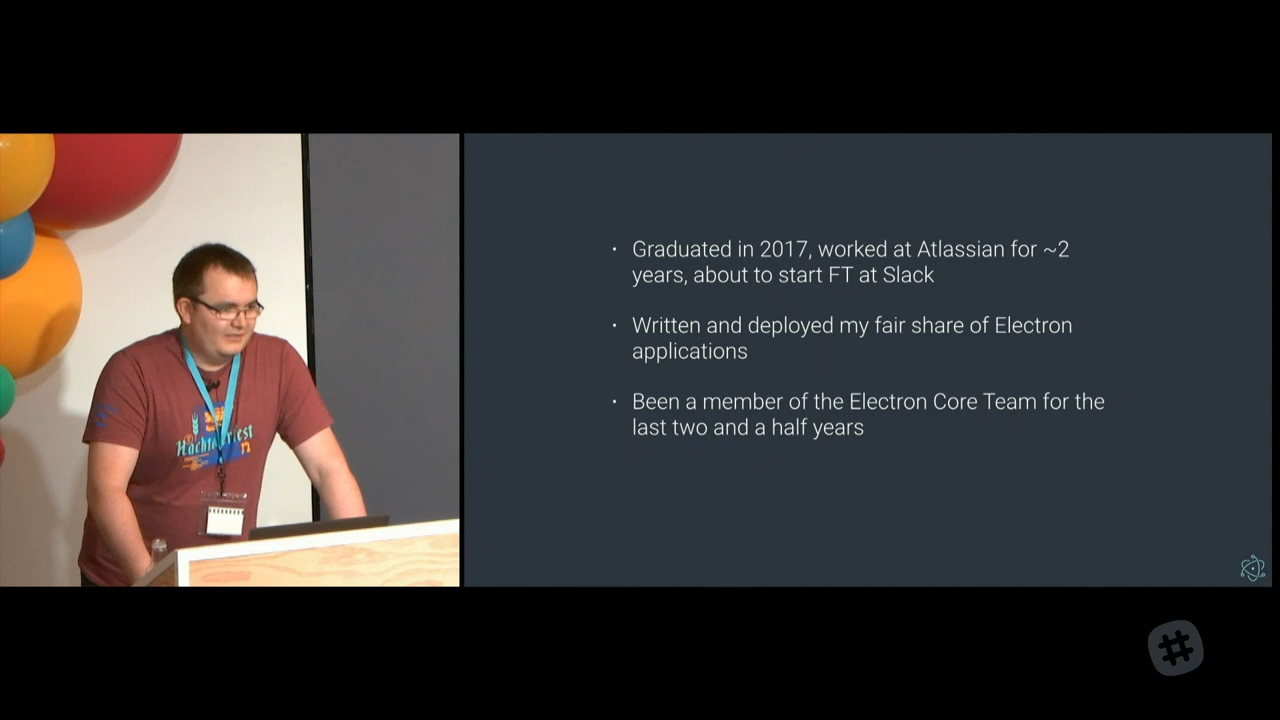 Graduated in 2017, worked at Atlassian for ~2
years, about to start FT at Slack
Written and deployed my fair share of Electron
applications
Been a member of the Electron Core Team for the
last two and a half years
Hacktoberfest